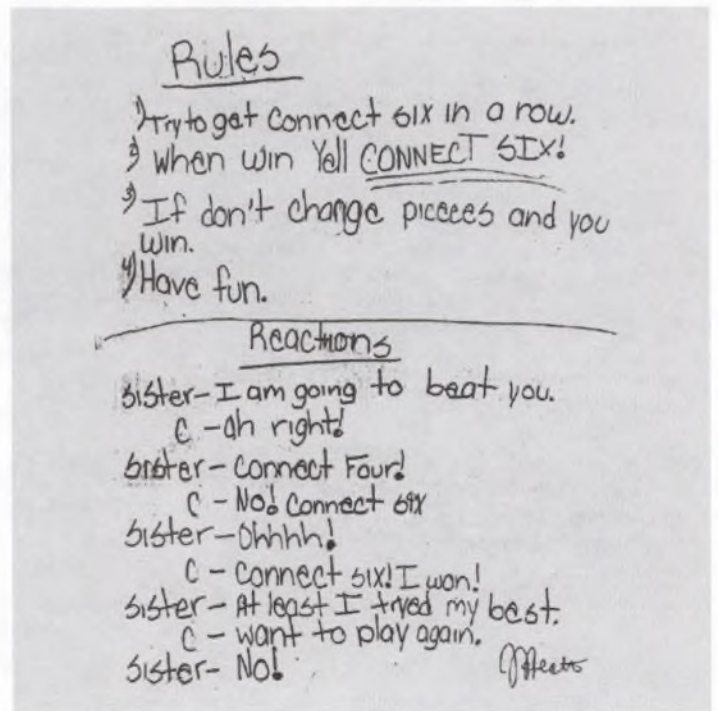 Rules
1) Try to get connect six in a row.
2) When win Yell CONNECT SIX!
3) If don't change piceces and you
win.
4) Have fun.
Reactions
Sister- I am going to beat you.
C - ah right!
Sister - Connect Four!
C - No! Connect six
Sister - Ohhhh!
C - Connect six! I won!
Sister - At least I tryed my best.
C - want to play again.
Sister - No!